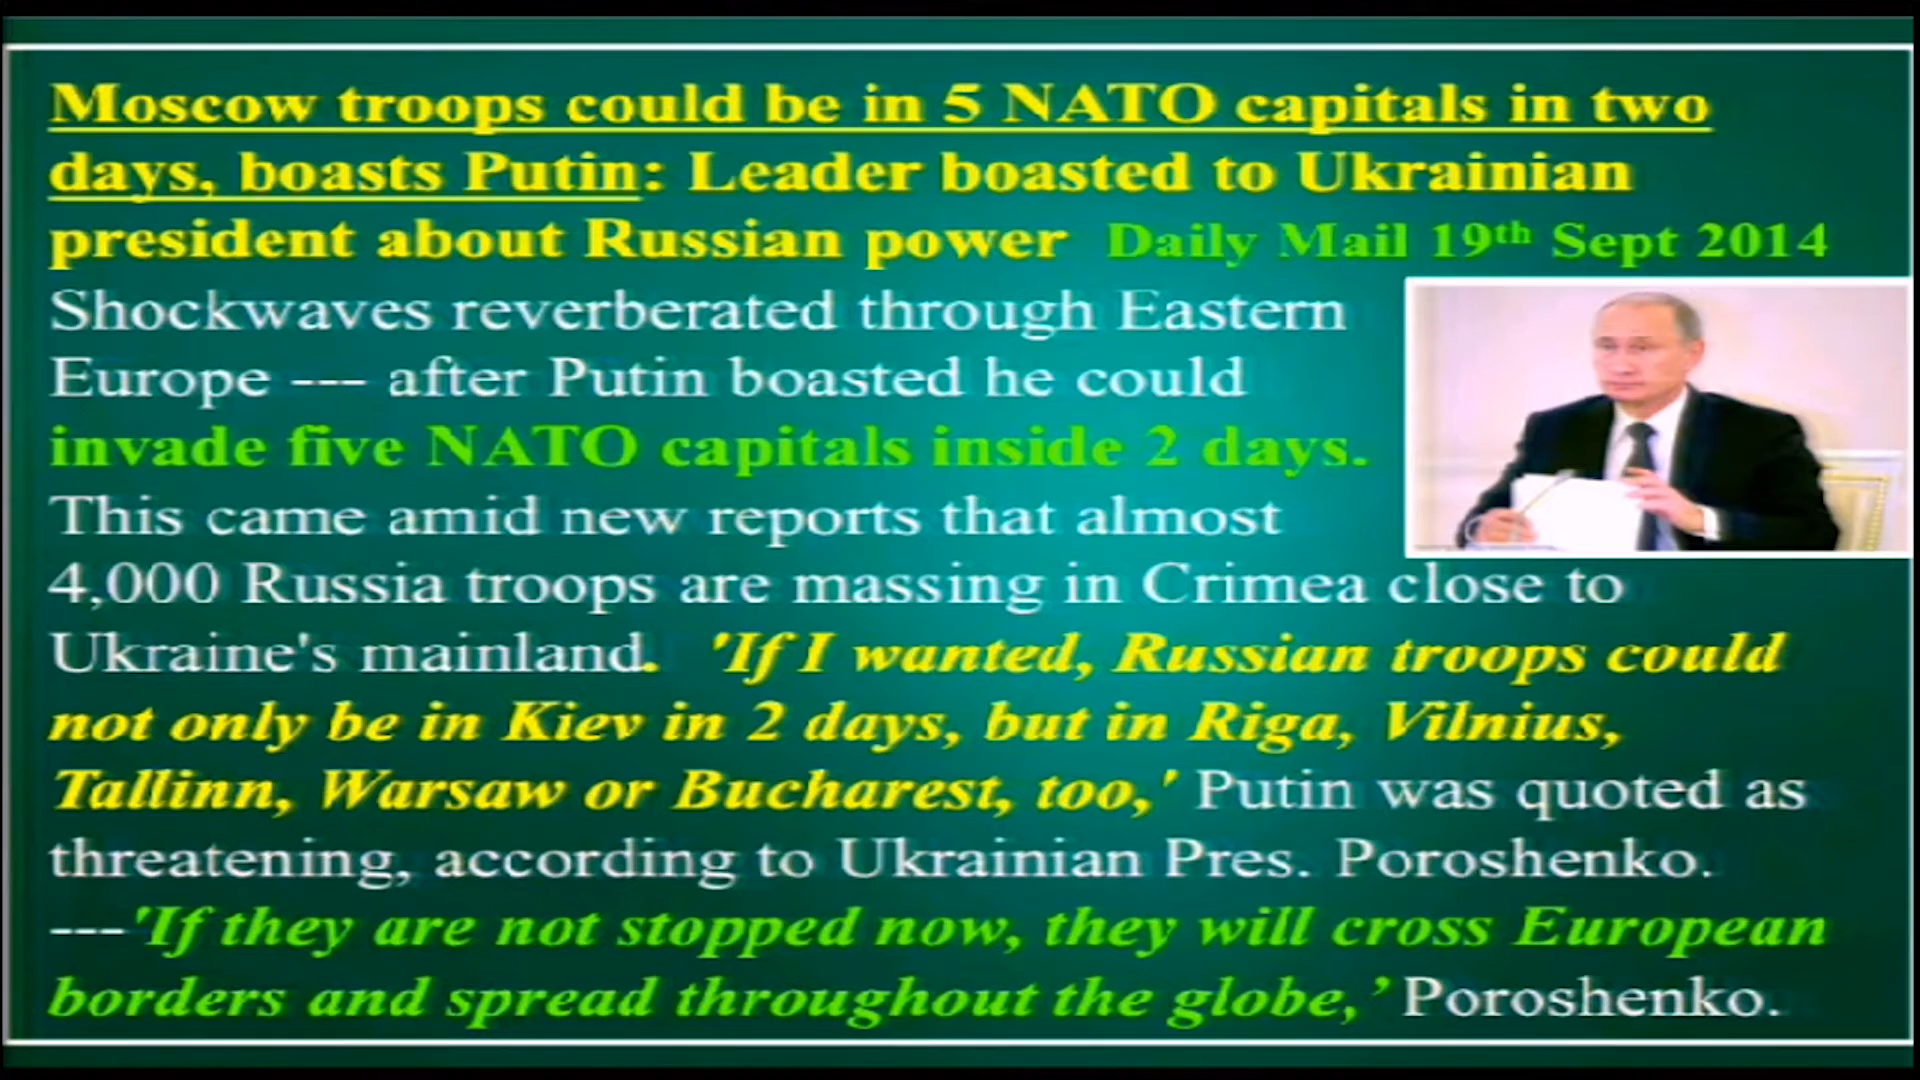 Moscow troops could be in 5 NATO capitals in two
days, boasts Putin: Leader boasted to Ukrainian
president about Russian power Daily Mail 19th Sept 2014
Shockwaves reverberated through Eastern
Europe --- after Putin boasted he could
invade five NATO capitals inside 2 days.
This came amid new reports that almost
4,000 Russia troops are massing in Crimea close to
Ukraine's mainland. 'If I wanted, Russian troops could
not only be in Kiev in 2 days, but in Riga, Vilnius,
Tallinn, Warsaw or Bucharest, too,' Putin was quoted as
threatening, according to Ukrainian Pres. Poroshenko.
---'If they are not stopped now, they will cross European
borders and spread throughout the globe,’ Poroshenko.